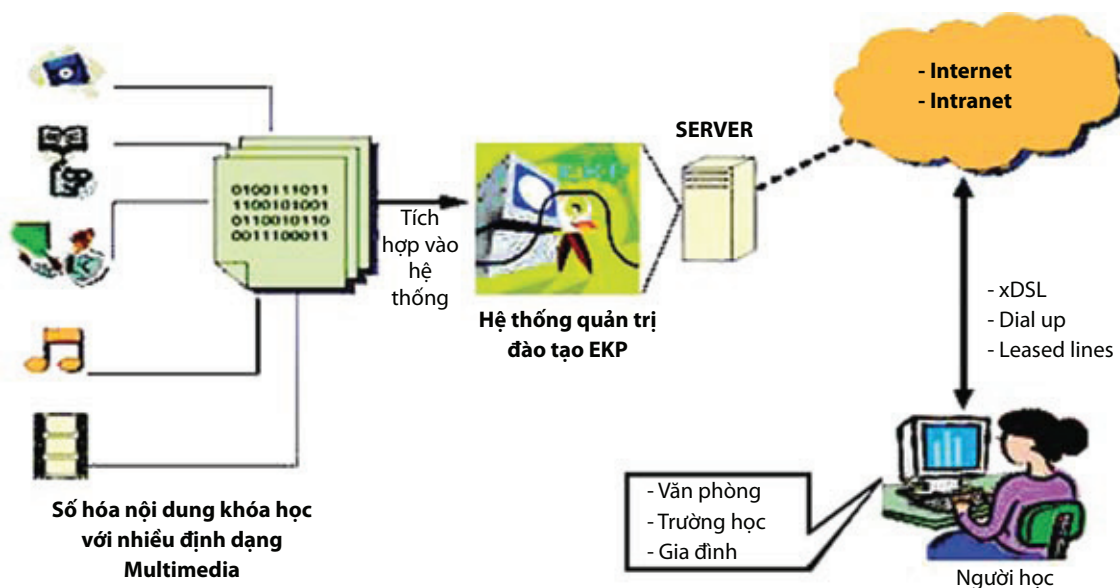 0100111011
1100101001
0110010110
0011100011
Số hóa nội dung khóa học
với nhiều định dạng
Multimedia
Tích
hợp vào
hệ
thống
Hệ thống quản trị
đào tạo EKP
SERVER
- Internet
- Intranet
- xDSL
- Dial up
- Leased lines
- Văn phòng
- Trường học
- Gia đình
Người học